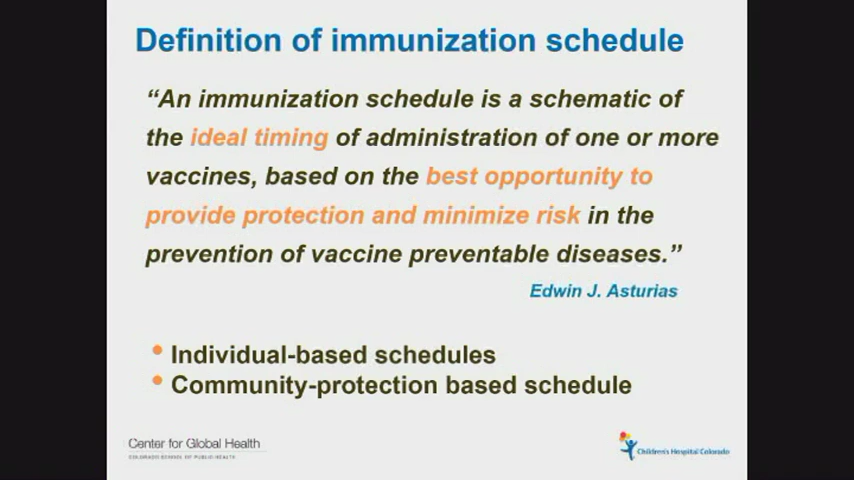 Definition of immunization schedule
“An immunization schedule is a schematic of
the ideal timing of administration of one or more
vaccines, based on the best opportunity to
provide protection and minimize risk in the
prevention of vaccine preventable diseases.”
Edwin J. Asturias
• Individual-based schedules
• Community-protection based schedule
Center for Global Health
COLORADO SCHOOL OF PUBLIC HEALTH
Children's Hospital Colorado